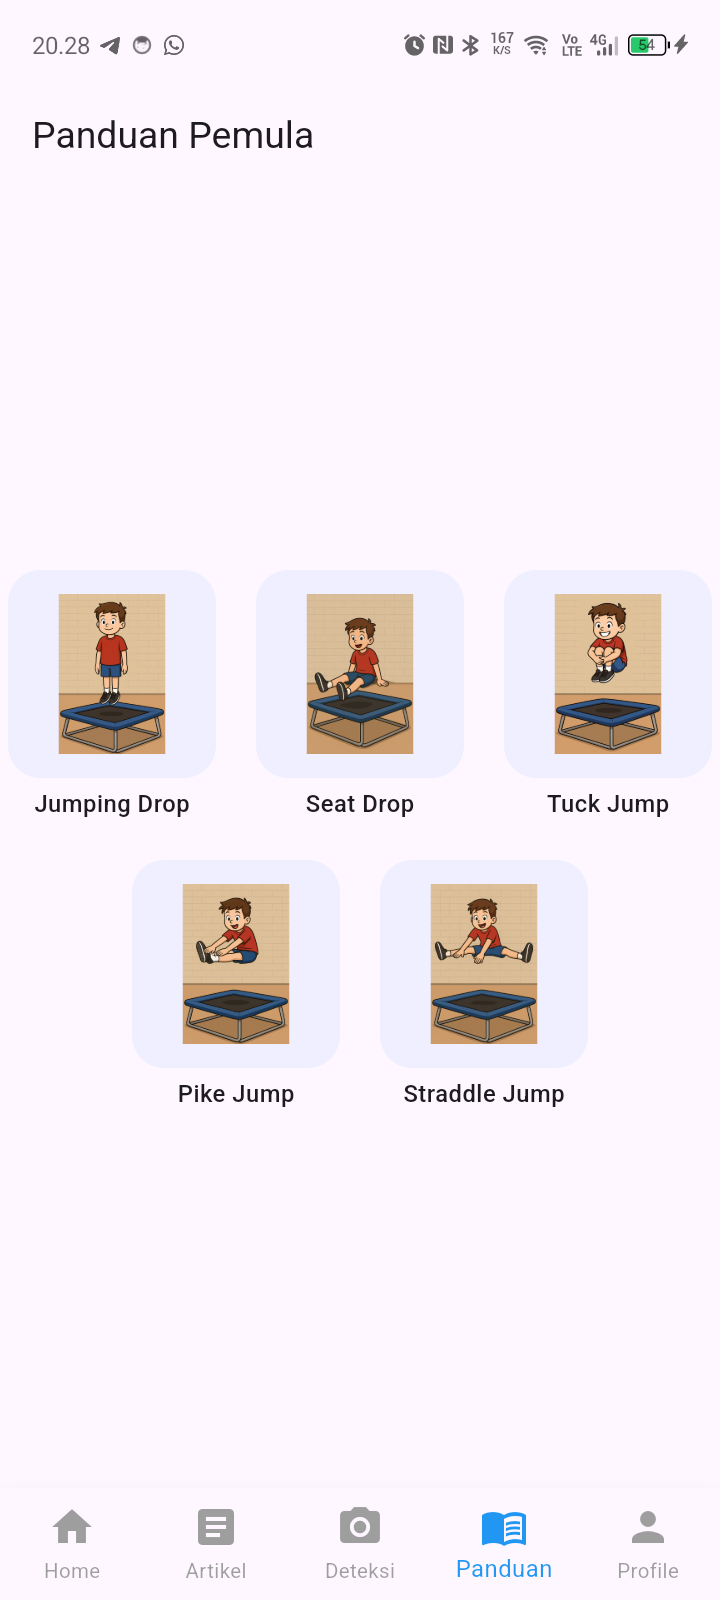 20.28 167 K/S Vo LTE 4G 54
Panduan Pemula
Jumping Drop Seat Drop Tuck Jump
Pike Jump Straddle Jump
Home Artikel Deteksi Panduan Profile